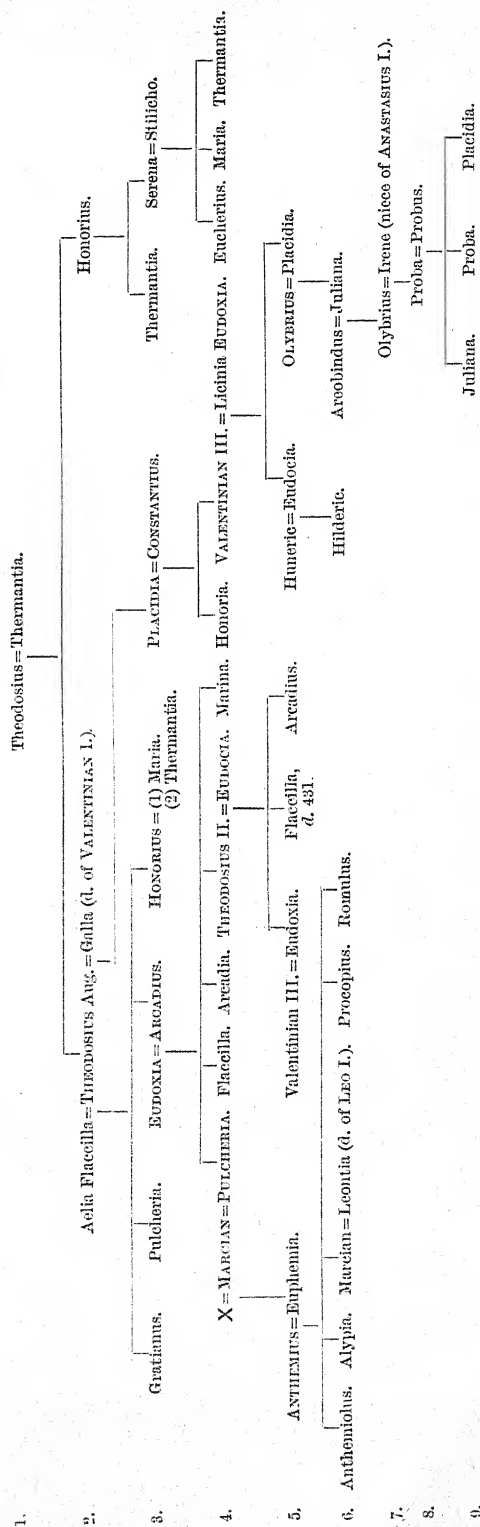 1. Theodosius=Thermantia.
2. Aelia Flaccilla=THEODOSIUS Aug.=Galla (d. of VALENTINIAN I.). Honorius.
3. Gratianus. Pulcheria. EUDOXIA=ARCADIUS. HONORIUS=(1) Maria. PLACIDIA=CONSTANTIUS. Thermantia. Serena=Stilicho.
(2) Thermantia.
4. X=MARCIAN=PULCHERIA. Flaccilla. Arcadia. THEODOSIUS II.=EUDOCIA. Marina. Honoria. VALENTINIAN III.=Licinia EUDOXIA. Eucherius. Maria. Thermantia.
5. ANTHEMIUS=Euphemia. Valentinian III.=Eudoxia. Flaccilla, Arcadius. Huneric=Eudocia. OLYBRIUS=Placidia.
d. 431.
6. Anthemiolus. Alypia. Marcian=Leontia (d. of LEO I.). Procopius. Romulus. Hilderic. Areobindus=Juliana.
7. Olybrius=Irene (niece of ANASTASIUS I.).
8. Proba=Probus.
9. Juliana. Proba. Placidia.